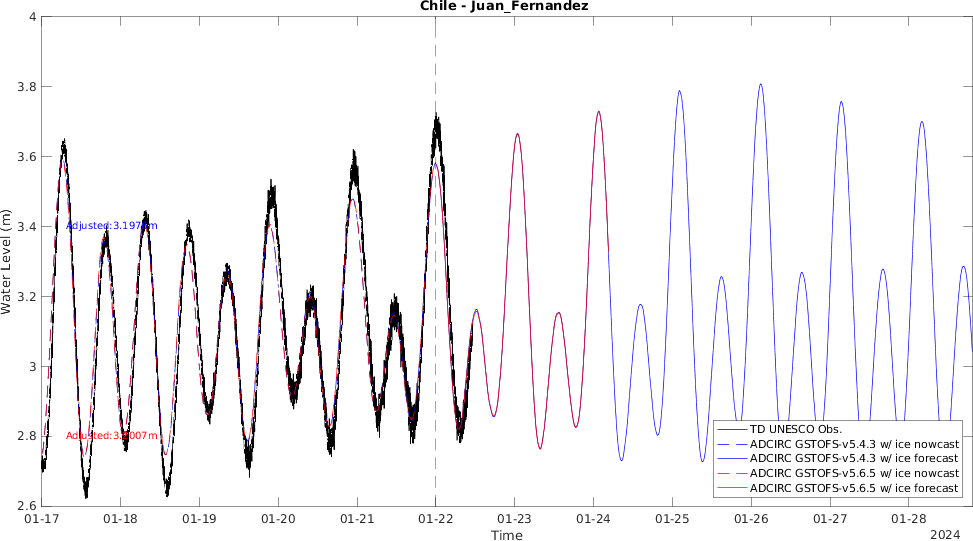 Chile - Juan_Fernandez
4
3.8
3.6
3.4
3.2
3
2.8
2.6
Water Level (m)
Adjusted:
Adjusted:
01-17
01-18
01-19
01-20
01-21
01-22
01-23
01-24
01-25
01-26
01-27
01-28
Time
2024
TD UNESCO Obs.
ADCIRC GSTOFS-v5.4.3 w/ ice nowcast
ADCIRC GSTOFS-v5.4.3 w/ ice forecast
ADCIRC GSTOFS-v5.6.5 w/ ice nowcast
ADCIRC GSTOFS-v5.6.5 w/ ice forecast